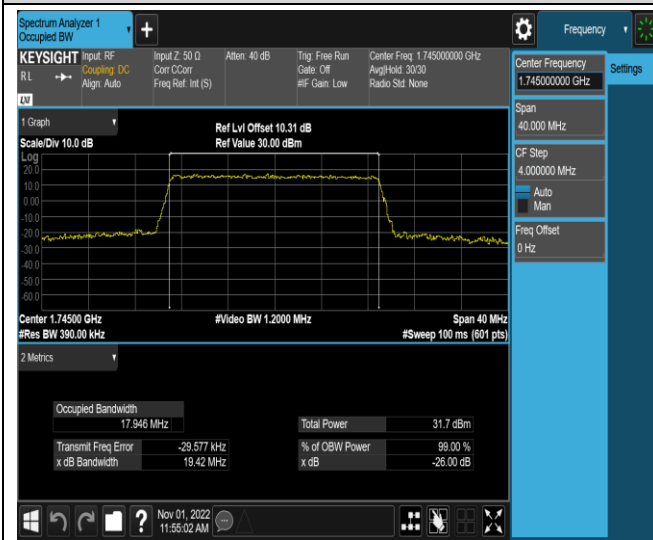 Spectrum Analyzer 1
Occupied BW
Frequency
KEYSIGHT
RL
LXI
Input: RF
Coupling: DC
Align: Auto
Input Z: 50 Ω
Corr CCorr
Freq Ref: Int (S)
Atten: 40 dB
Trig: Free Run
Gate: Off
#IF Gain: Low
Center Freq: 1.745000000 GHz
Avg|Hold: 30/30
Radio Std: None
Center Frequency
1.745000000 GHz
Settings
Span
40.000 MHz
CF Step
4.000000 MHz
Auto
Man
Freq Offset
0 Hz
1 Graph
Scale/Div 10.0 dB
Ref Lvl Offset 10.31 dB
Ref Value 30.00 dBm
Log
20.0
10.0
0.00
-10.0
-20.0
-30.0
-40.0
-50.0
-60.0
Center 1.74500 GHz
#Video BW 1.2000 MHz
Span 40 MHz
#Res BW 390.00 kHz
#Sweep 100 ms (601 pts)
2 Metrics
Occupied Bandwidth
17.946 MHz
Total Power 31.7 dBm
Transmit Freq Error -29.577 kHz
% of OBW Power 99.00 %
x dB Bandwidth 19.42 MHz
x dB -26.00 dB
?
Nov 01, 2022
11:55:02 AM